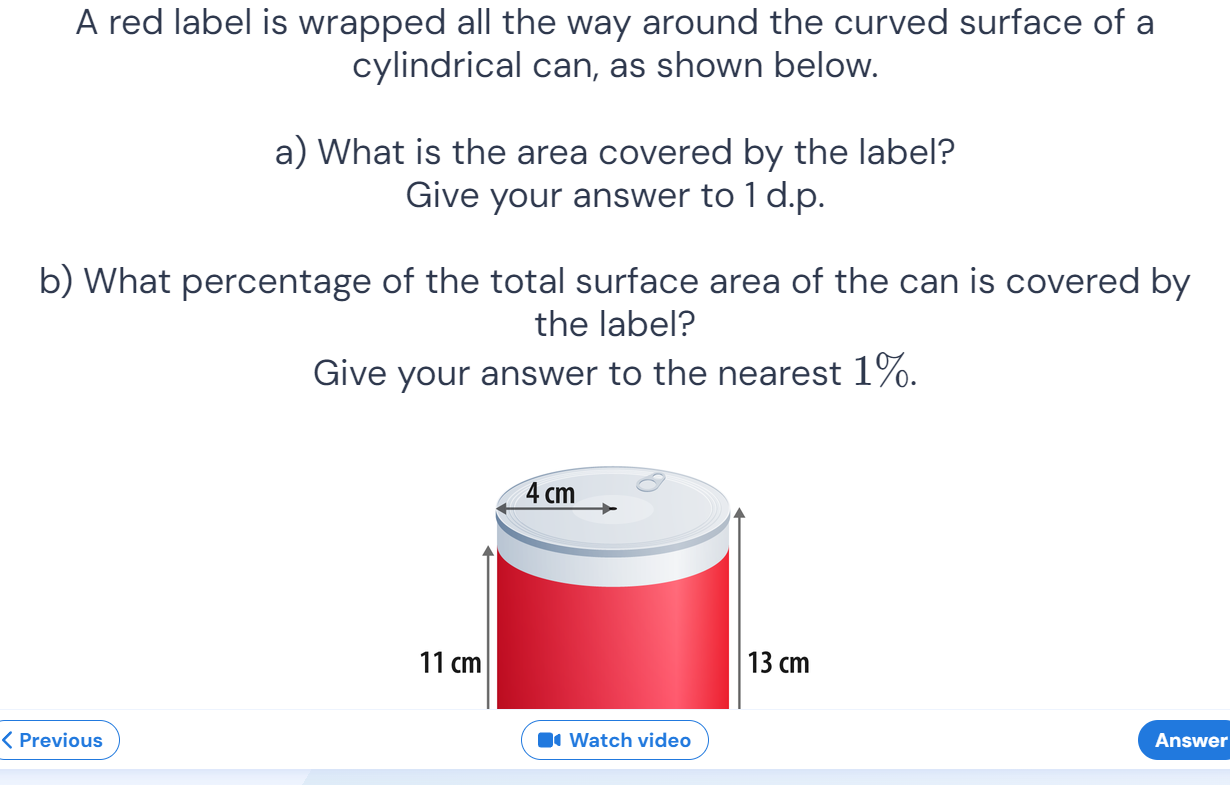 A red label is wrapped all the way around the curved surface of a
cylindrical can, as shown below.
a) What is the area covered by the label?
Give your answer to 1 d.p.
b) What percentage of the total surface area of the can is covered by
the label?
Give your answer to the nearest 1%.
4 cm
11 cm
13 cm
Previous
Watch video
Answer